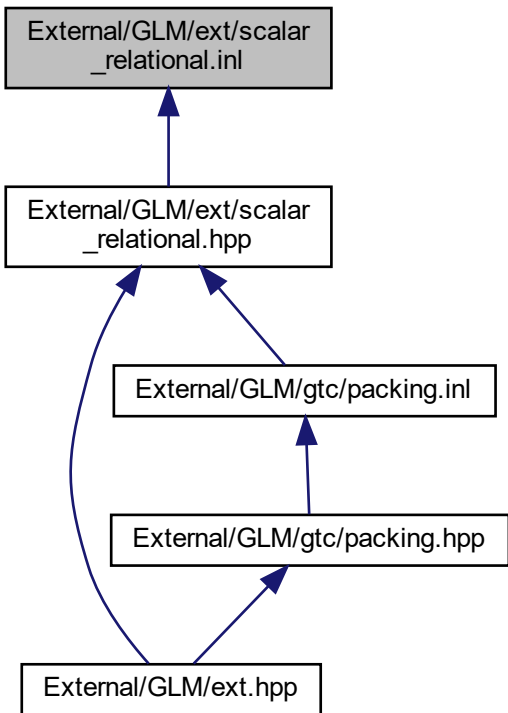 External/GLM/ext/scalar
_relational.inl
External/GLM/ext/scalar
_relational.hpp
External/GLM/gtc/packing.inl
External/GLM/gtc/packing.hpp
External/GLM/ext.hpp